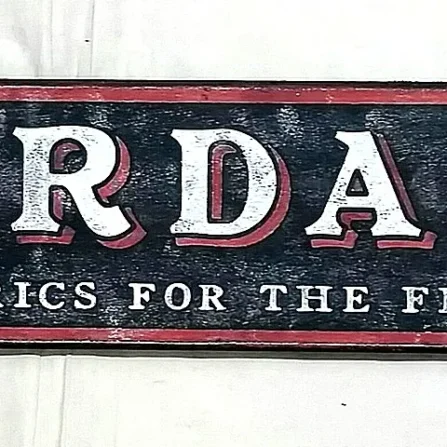 RDA
RICS FOR THE F